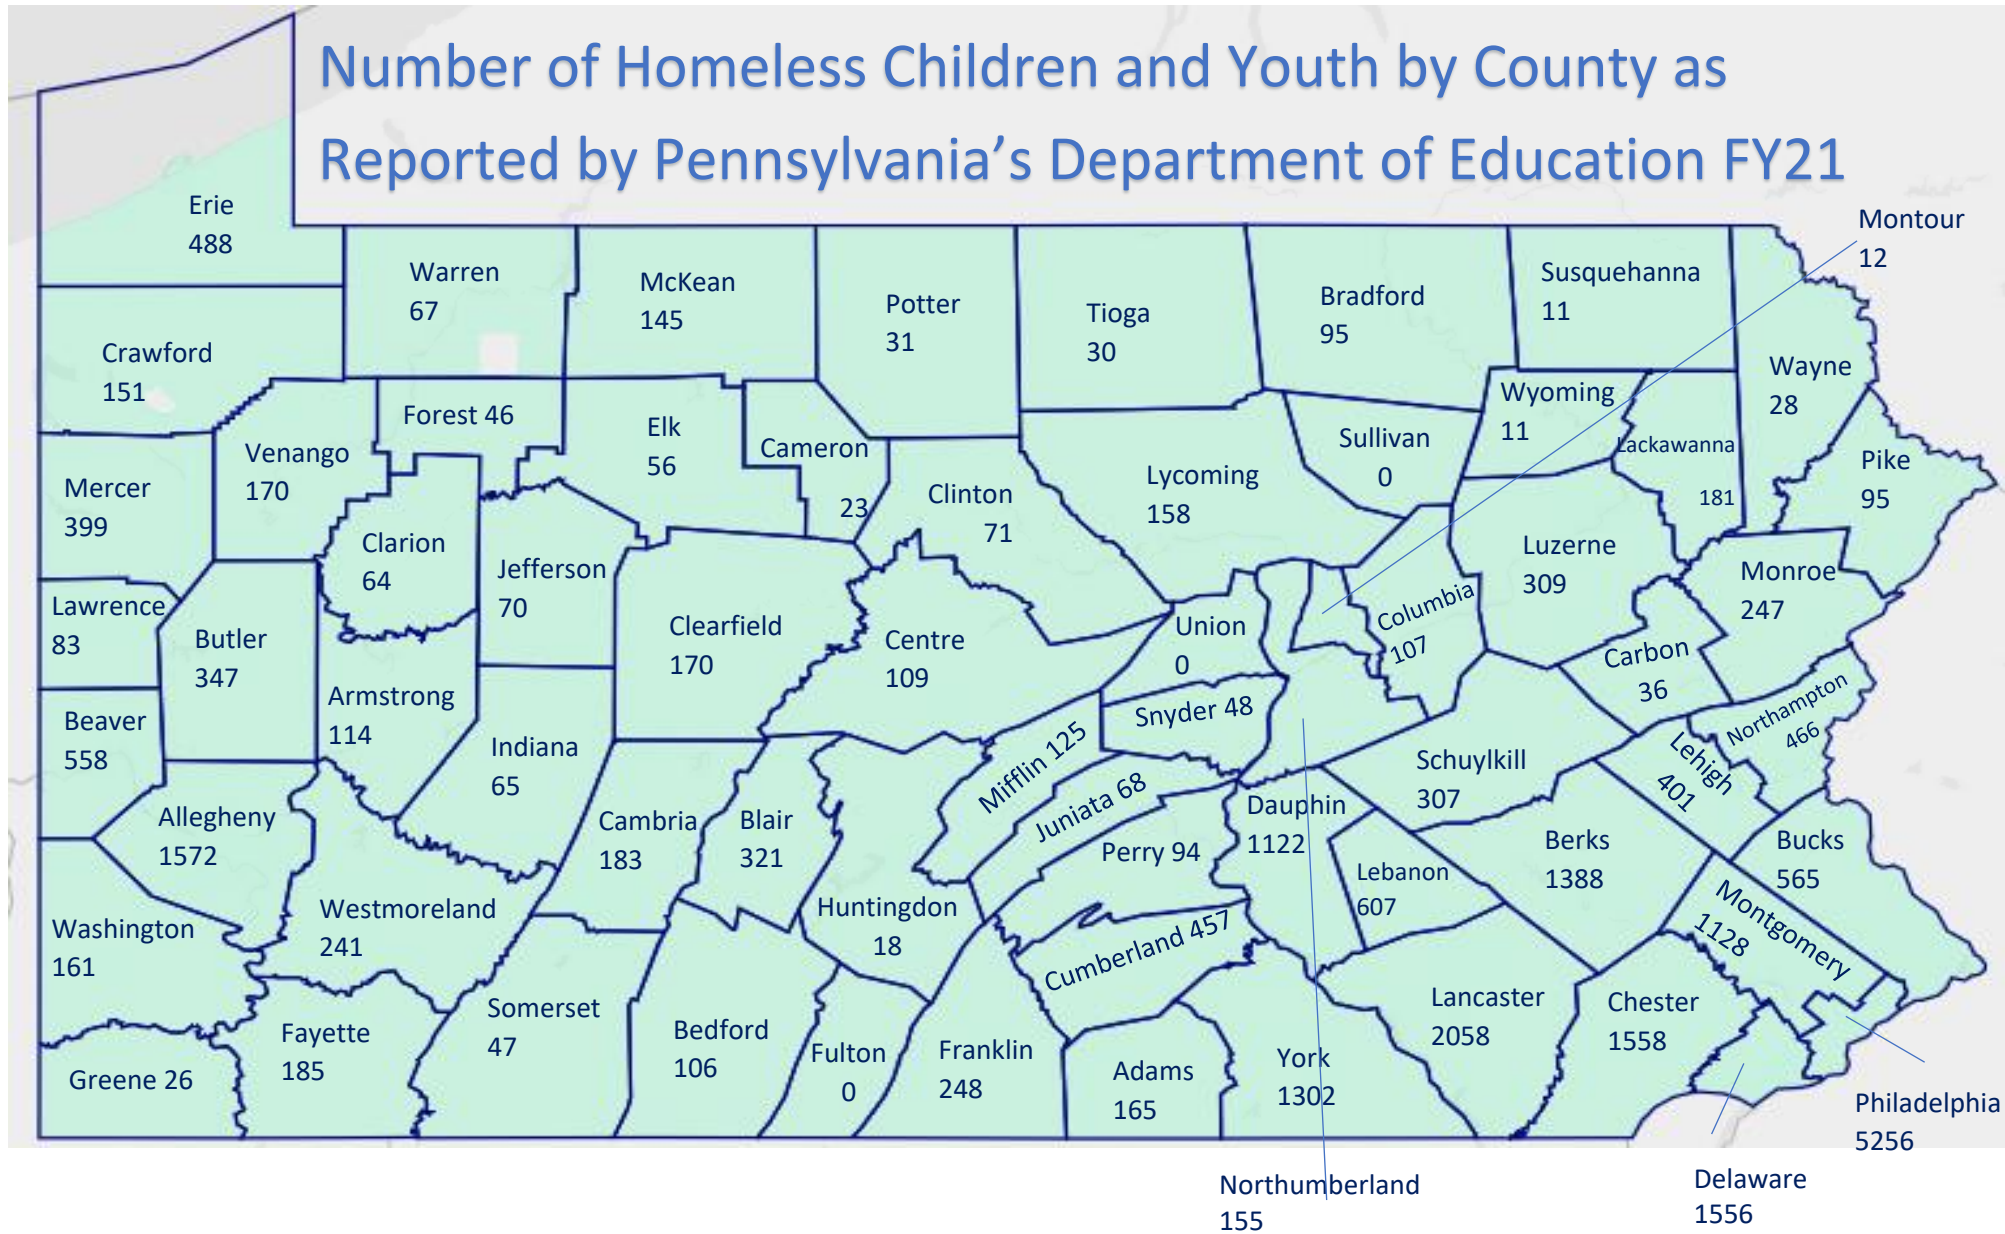 Number of Homeless Children and Youth by County as
Reported by Pennsylvania's Department of Education FY21
Erie
488
Montour
12
Warren
67
McKean
145
Potter
31
Tioga
30
Bradford
95
Susquehanna
11
Crawford
151
Wayne
28
Forest 46
Wyoming
11
Venango
170
Elk
56
Cameron
23
Sullivan
0
Lackawanna
181
Pike
95
Mercer
399
Clinton
71
Lycoming
158
Clarion
64
Jefferson
70
Luzerne
309
Monroe
247
Lawrence
83
Butler
347
Clearfield
170
Centre
109
Union
0
Columbia
107
Carbon
36
Armstrong
114
Beaver
558
Indiana
65
Mifflin 125
Snyder 48
Schuylkill
307
Northampton
466
Lehigh
401
Allegheny
1572
Cambria
183
Blair
321
Juniata 68
Perry 94
Dauphin
1122
Lebanon
607
Berks
1388
Bucks
565
Washington
161
Westmoreland
241
Huntingdon
18
Cumberland 457
Montgomery
1128
Somerset
47
Bedford
106
Fulton
0
Franklin
248
Adams
165
York
1302
Lancaster
2058
Chester
1558
Greene 26
Fayette
185
Philadelphia
5256
Northumberland
155
Delaware
1556